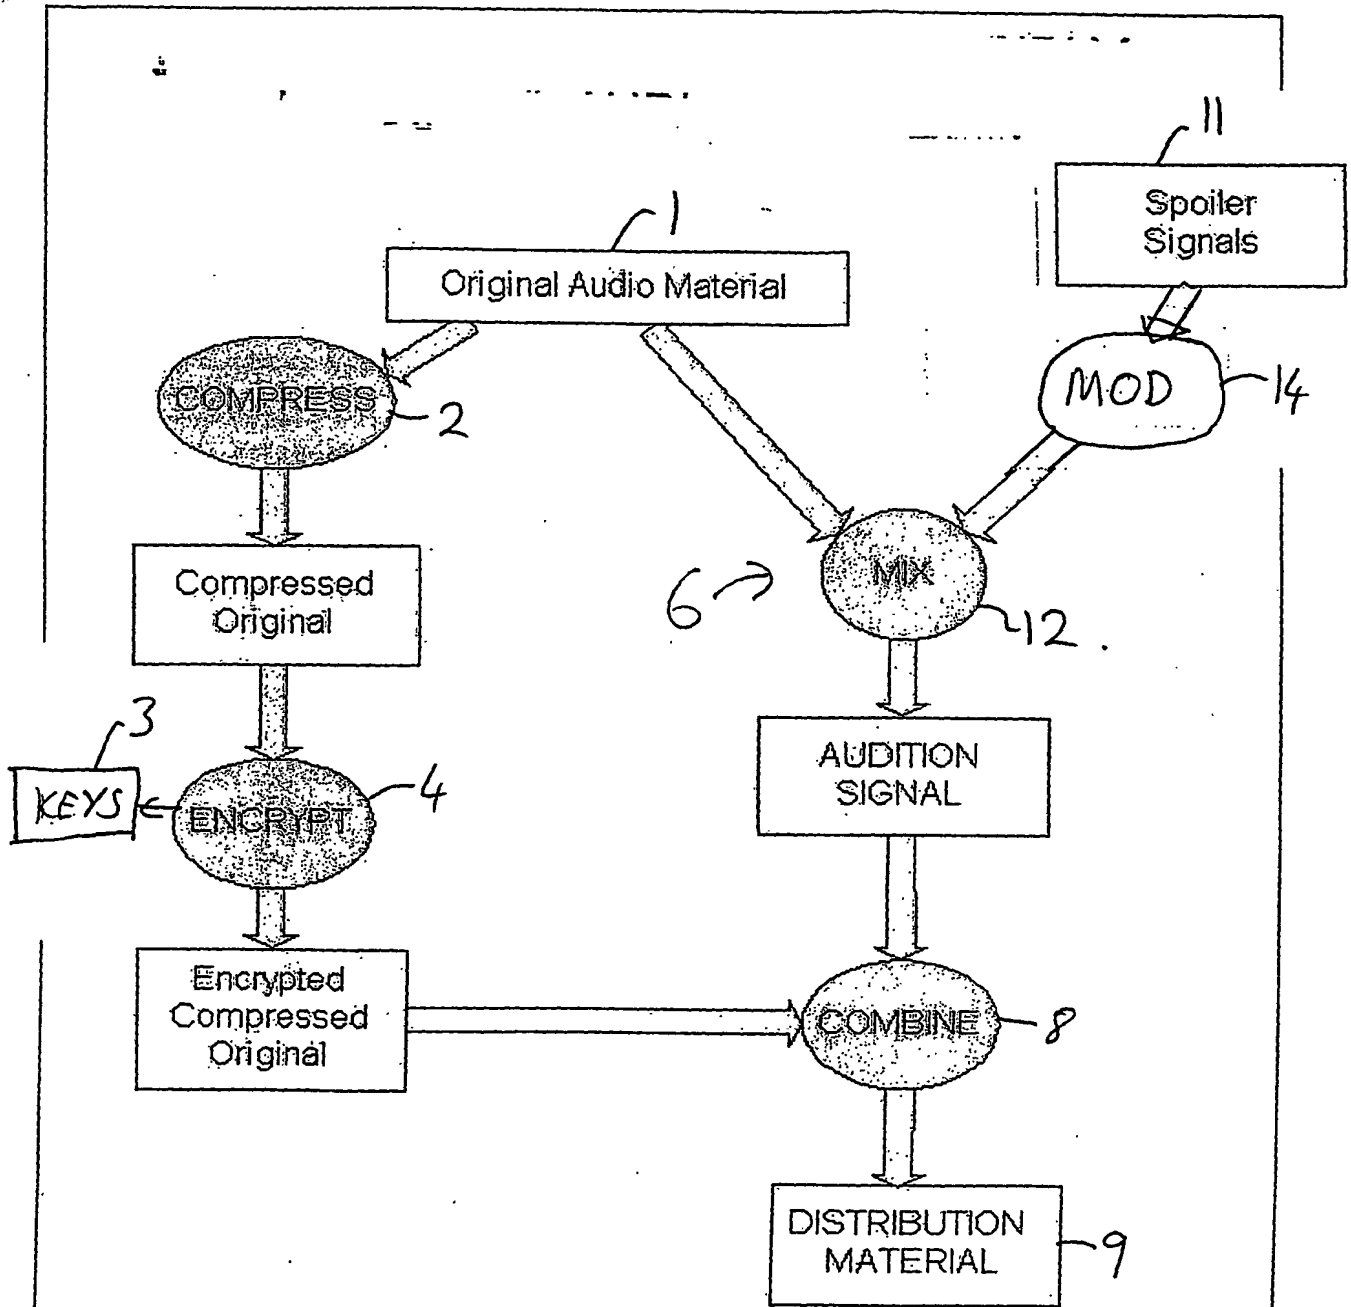 11
Spoiler
Signals
1
Original Audio Material
COMPRESS
2
MOD
14
Compressed
Original
6
MIX
12
3
KEYS
ENCRYPT
4
AUDITION
SIGNAL
Encrypted
Compressed
Original
COMBINE
8
DISTRIBUTION
MATERIAL
9